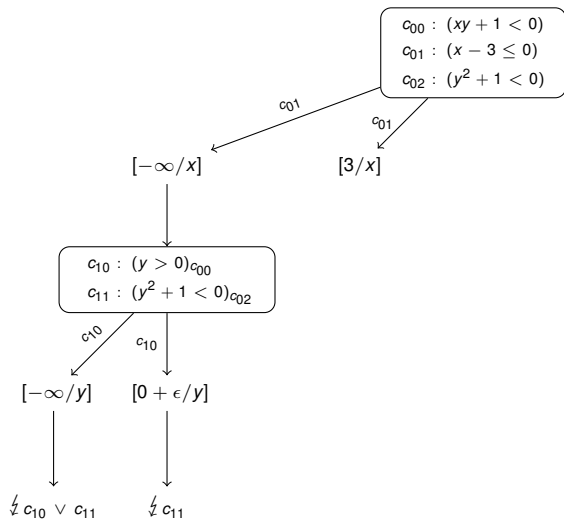 c₀₀ : (xy + 1 < 0)
c₀₁ : (x − 3 ≤ 0)
c₀₂ : (y² + 1 < 0)
c₀₁
c₀₁
[−∞/x]
[3/x]
c₁₀ : (y > 0)c₀₀
c₁₁ : (y² + 1 < 0)c₀₂
c₁₀
c₁₀
[−∞/y]
[0 + ϵ/y]
↯ c₁₀ ∨ c₁₁
↯ c₁₁